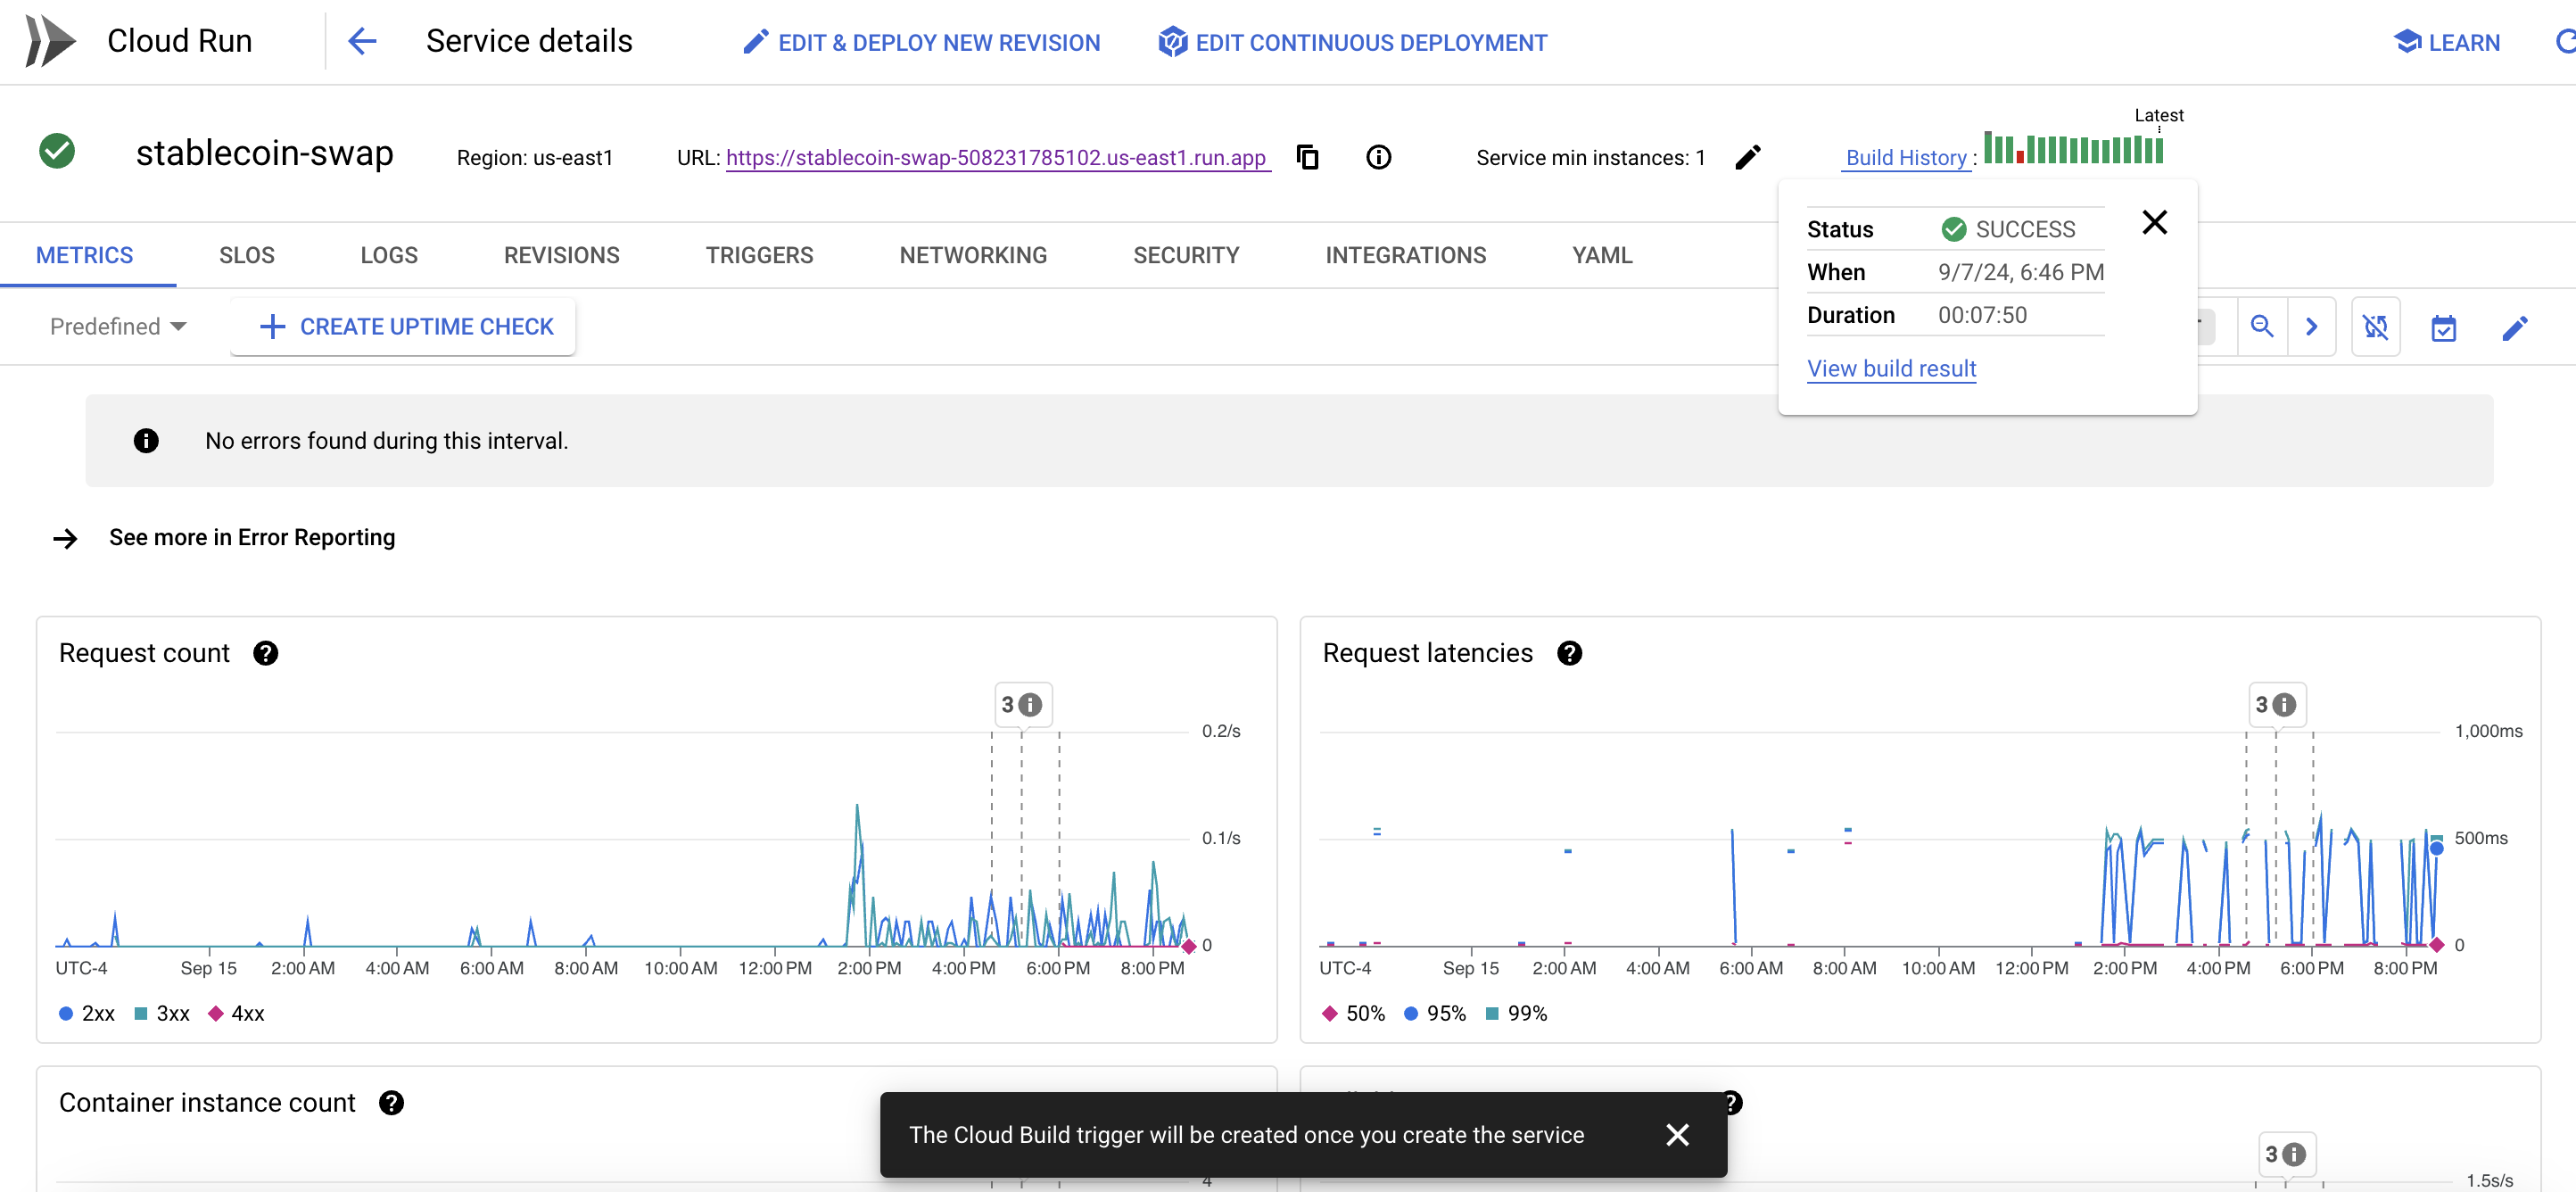 Cloud Run
Service details
EDIT & DEPLOY NEW REVISION
EDIT CONTINUOUS DEPLOYMENT
LEARN
Latest
stablecoin-swap
Region: us-east1
URL: https://stablecoin-swap-508231785102.us-east1.run.app
Service min instances: 1
Build History :
Status SUCCESS
When 9/7/24, 6:46 PM
Duration 00:07:50
View build result
METRICS SLOS LOGS REVISIONS TRIGGERS NETWORKING SECURITY INTEGRATIONS YAML
Predefined
CREATE UPTIME CHECK
No errors found during this interval.
See more in Error Reporting
Request count
3
0.2/s
0.1/s
0
UTC-4 Sep 15 2:00 AM 4:00 AM 6:00 AM 8:00 AM 10:00 AM 12:00 PM 2:00 PM 4:00 PM 6:00 PM 8:00 PM
2xx 3xx 4xx
Request latencies
3
1,000ms
500ms
0
UTC-4 Sep 15 2:00 AM 4:00 AM 6:00 AM 8:00 AM 10:00 AM 12:00 PM 2:00 PM 4:00 PM 6:00 PM 8:00 PM
50% 95% 99%
Container instance count
4
3
1.5s/s
The Cloud Build trigger will be created once you create the service